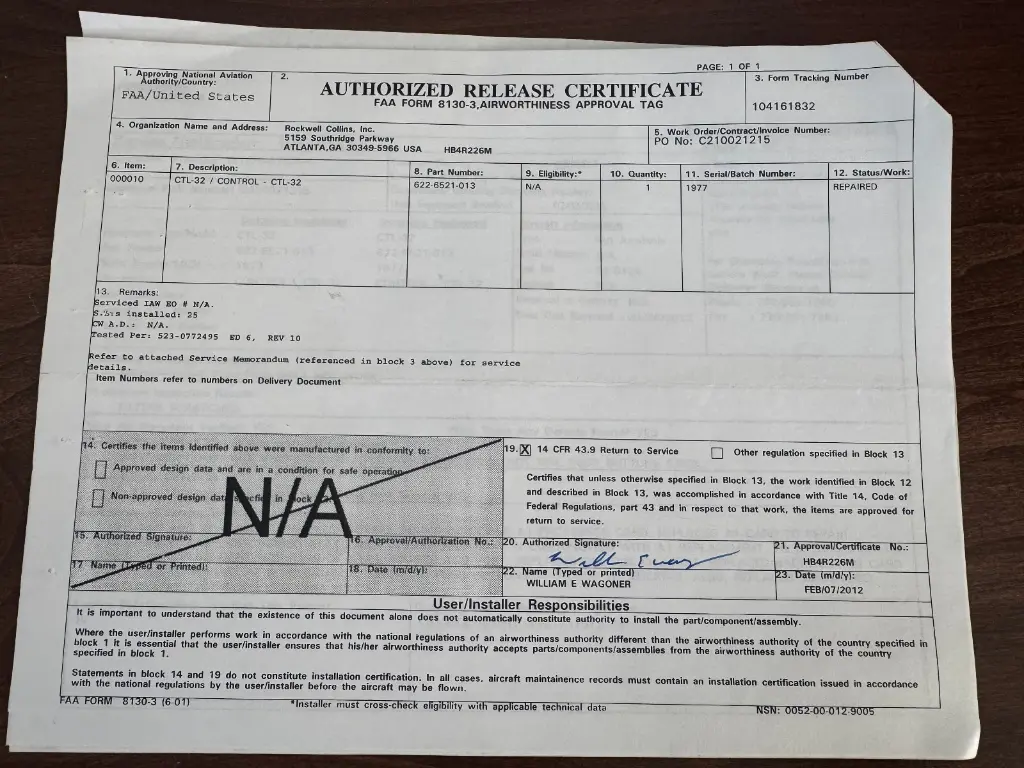 PAGE: 1 OF 1
1. Approving National Aviation
Authority/Country:
FAA/United States
2.
AUTHORIZED RELEASE CERTIFICATE
FAA FORM 8130-3,AIRWORTHINESS APPROVAL TAG
3. Form Tracking Number
104161832
4. Organization Name and Address:
Rockwell Collins, Inc.
5159 Southridge Parkway
ATLANTA,GA 30349-5966 USA HB4R226M
5. Work Order/Contract/Invoice Number:
PO No: C210021215
6. Item:
7. Description:
8. Part Number:
9. Eligibility:*
10. Quantity:
11. Serial/Batch Number:
12. Status/Work:
000010
CTL-32 / CONTROL - CTL-32
622-6521-013
N/A
1
1977
REPAIRED
13. Remarks:
Serviced IAW EO # N/A.
installed: 25
CW A.D.: N/A.
Tested Per: 523-0772495 ED 6, REV 10
Refer to attached Service Memorandum (referenced in block 3 above) for service
details.
Item Numbers refer to numbers on Delivery Document
14. Certifies the items identified above were manufactured in conformity to:
Approved design data and are in a condition for safe operation
Non-approved design data specified in Block
N/A
15. Authorized Signature:
16. Approval/Authorization No.:
17 Name (Typed or Printed):
18. Date (m/d/y):
19. X 14 CFR 43.9 Return to Service
Other regulation specified in Block 13
Certifies that unless otherwise specified in Block 13, the work identified in Block 12
and described in Block 13, was accomplished in accordance with Title 14, Code of
Federal Regulations, part 43 and in respect to that work, the items are approved for
return to service.
20. Authorized Signature:
21. Approval/Certificate No.:
HB4R226M
22. Name (Typed or printed)
WILLIAM E WAGONER
23. Date (m/d/y):
FEB/07/2012
User/Installer Responsibilities
It is important to understand that the existence of this document alone does not automatically constitute authority to install the part/component/assembly.
Where the user/installer performs work in accordance with the national regulations of an airworthiness authority different than the airworthiness authority of the country specified in
block 1 it is essential that the user/installer ensures that his/her airworthiness authority accepts parts/components/assemblies from the airworthiness authority of the country
specified in block 1.
Statements in block 14 and 19 do not constitute installation certification. In all cases, aircraft maintainence records must contain an installation certification issued in accordance
with the national regulations by the user/installer before the aircraft may be flown.
FAA FORM 8130-3 (6-01)
*Installer must cross-check eligibility with applicable technical data
NSN: 0052-00-012-9005